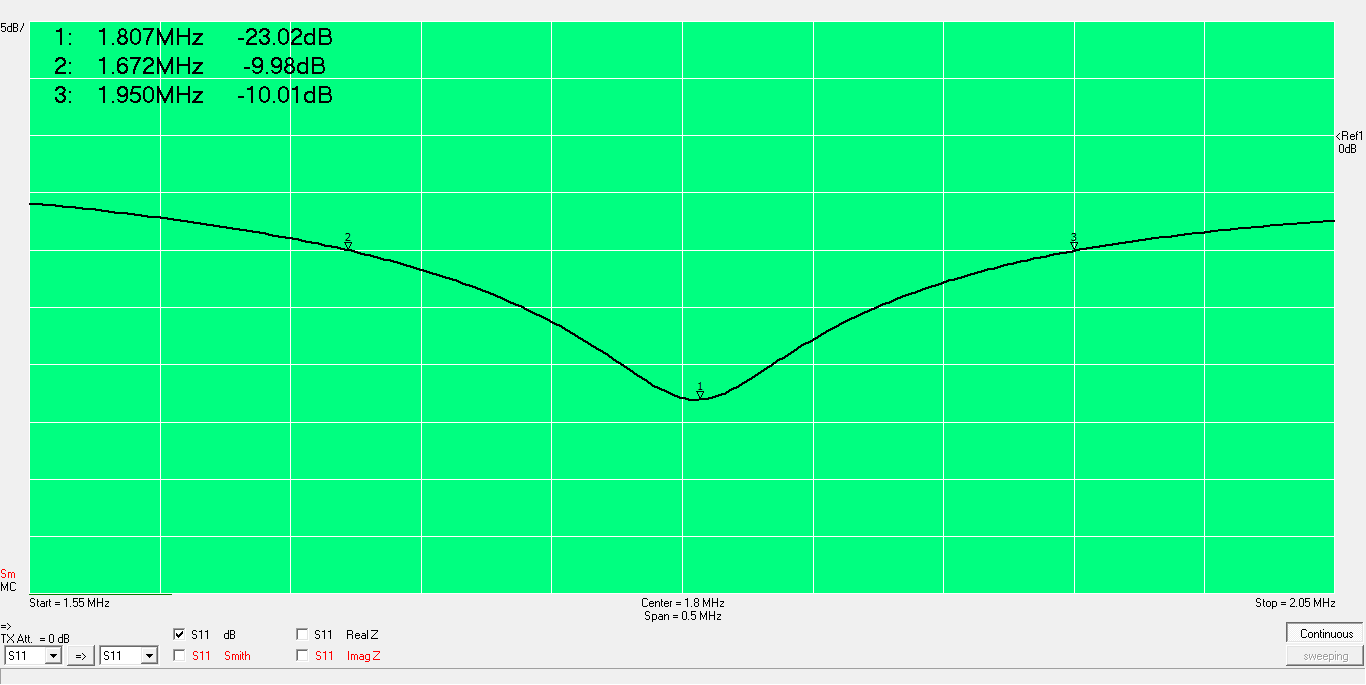 5dB/
1: 1.807MHz -23.02dB
2: 1.672MHz -9.98dB
3: 1.950MHz -10.01dB
<Ref1
0dB
2
3
1
Sm
MC
Start = 1.55 MHz
Center = 1.8 MHz
Span = 0.5 MHz
Stop = 2.05 MHz
=>
TX Att. = 0 dB
S11 dB
S11 Real Z
Continuous
S11
=>
S11
S11 Smith
S11 Imag Z
sweeping